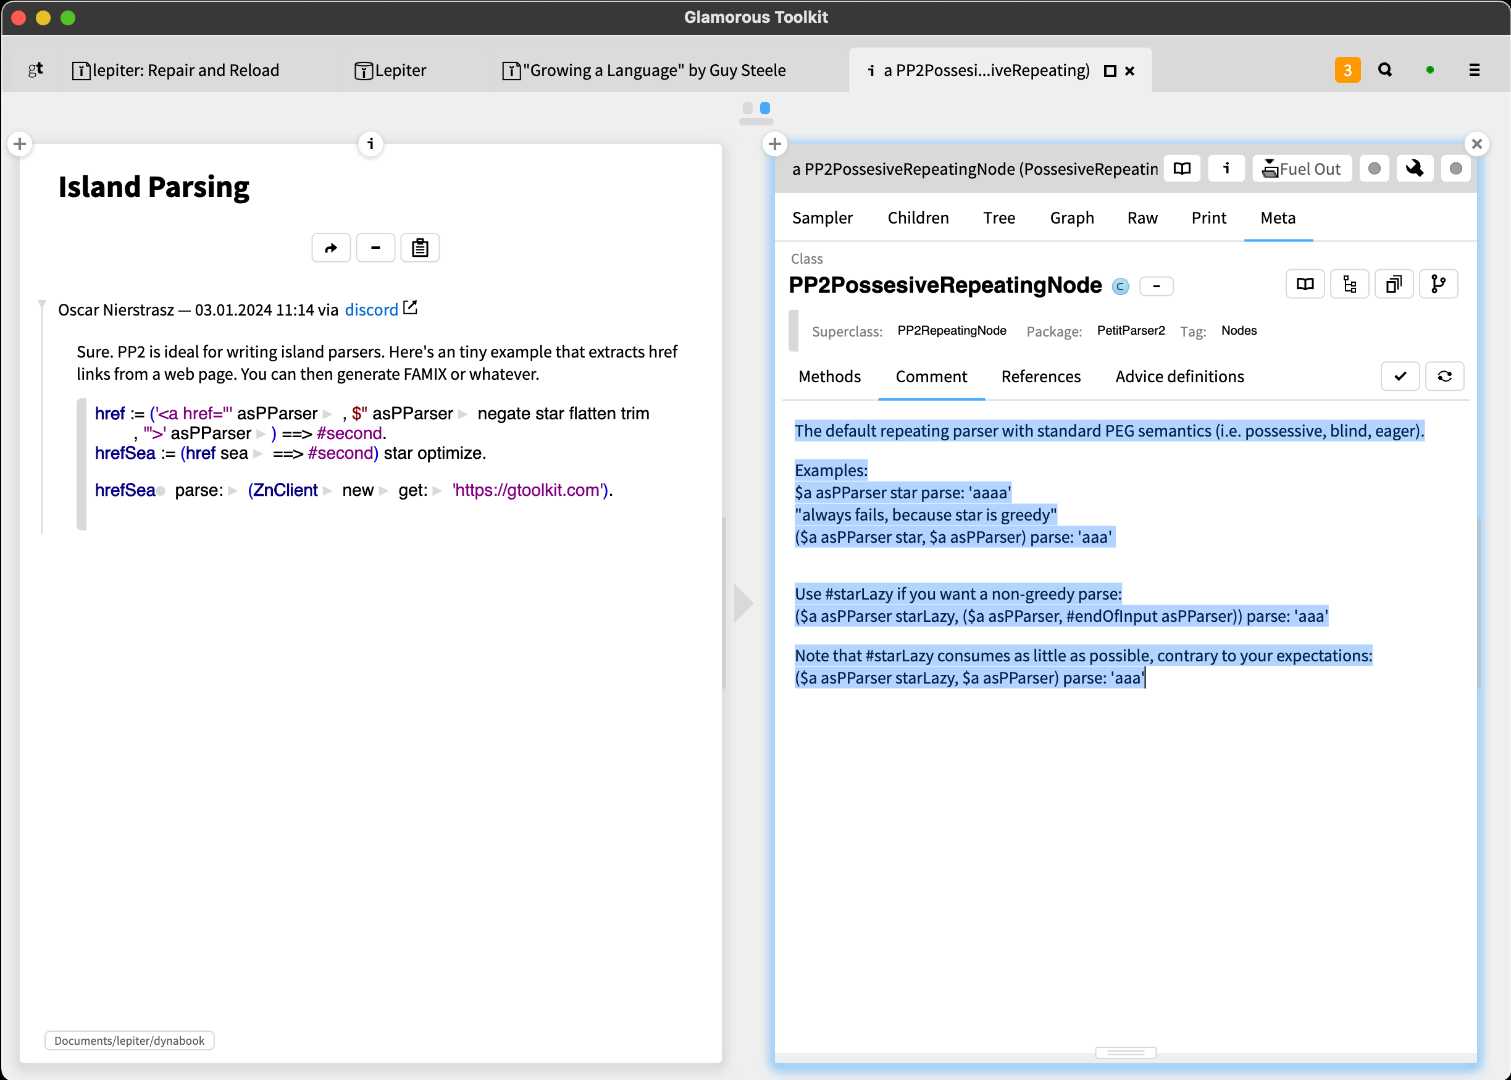 Glamorous Toolkit
gt
lepiter: Repair and Reload
Lepiter
"Growing a Language" by Guy Steele
i a PP2Possesi...iveRepeating)
3
i
Island Parsing
Oscar Nierstrasz — 03.01.2024 11:14 via discord
Sure. PP2 is ideal for writing island parsers. Here's an tiny example that extracts href
links from a web page. You can then generate FAMIX or whatever.
href := ('<a href="' asPParser , $" asPParser negate star flatten trim
, '">' asPParser ) ==> #second.
hrefSea := (href sea ==> #second) star optimize.
hrefSea parse: (ZnClient new get: 'https://gtoolkit.com').
Documents/lepiter/dynabook
a PP2PossesiveRepeatingNode (PossesiveRepeatin
i
Fuel Out
Sampler
Children
Tree
Graph
Raw
Print
Meta
Class
PP2PossesiveRepeatingNode
C
Superclass: PP2RepeatingNode Package: PetitParser2 Tag: Nodes
Methods
Comment
References
Advice definitions
The default repeating parser with standard PEG semantics (i.e. possessive, blind, eager).
Examples:
$a asPParser star parse: 'aaaa'
"always fails, because star is greedy"
($a asPParser star, $a asPParser) parse: 'aaa'
Use #starLazy if you want a non-greedy parse:
($a asPParser starLazy, ($a asPParser, #endOfInput asPParser)) parse: 'aaa'
Note that #starLazy consumes as little as possible, contrary to your expectations:
($a asPParser starLazy, $a asPParser) parse: 'aaa'